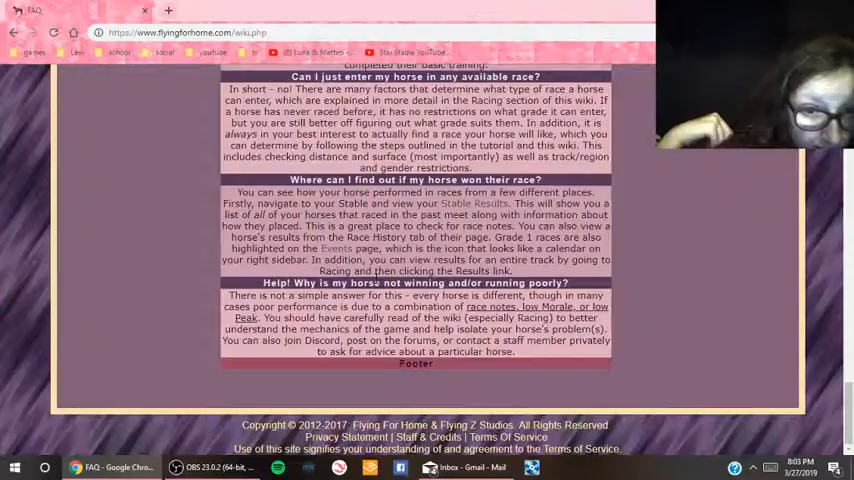 FAQ
https://www.flyingforhome.com/wiki.php
games Lexi school social youtube tv (8) Luna & Matteo - ... Star Stable YouTube...
completed their basic training.
Can I just enter my horse in any available race?
In short - no! There are many factors that determine what type of race a horse
can enter, which are explained in more detail in the Racing section of this wiki. If
a horse has never raced before, it has no restrictions on what grade it can enter,
but you are still better off figuring out what grade suits them. In addition, it is
always in your best interest to actually find a race your horse will like, which you
can determine by following the steps outlined in the tutorial and this wiki. This
includes checking distance and surface (most importantly) as well as track/region
and gender restrictions.
Where can I find out if my horse won their race?
You can see how your horse performed in races from a few different places.
Firstly, navigate to your Stable and view your Stable Results. This will show you a
list of all of your horses that raced in the past meet along with information about
how they placed. This is a great place to check for race notes. You can also view a
horse's results from the Race History tab of their page. Grade 1 races are also
highlighted on the Events page, which is the icon that looks like a calendar on
your right sidebar. In addition, you can view results for an entire track by going to
Racing and then clicking the Results link.
Help! Why is my horse not winning and/or running poorly?
There is not a simple answer for this - every horse is different, though in many
cases poor performance is due to a combination of race notes, low Morale, or low
Peak. You should have carefully read of the wiki (especially Racing) to better
understand the mechanics of the game and help isolate your horse's problem(s).
You can also join Discord, post on the forums, or contact a staff member privately
to ask for advice about a particular horse.
Footer
Copyright © 2012-2017. Flying For Home & Flying Z Studios. All Rights Reserved.
Privacy Statement | Staff & Credits | Terms Of Service
Use of this site signifies your understanding of and agreement to the Terms of Service.
FAQ - Google Chro... OBS 23.0.2 (64-bit, ... Inbox - Gmail - Mail
8:03 PM
3/27/2019